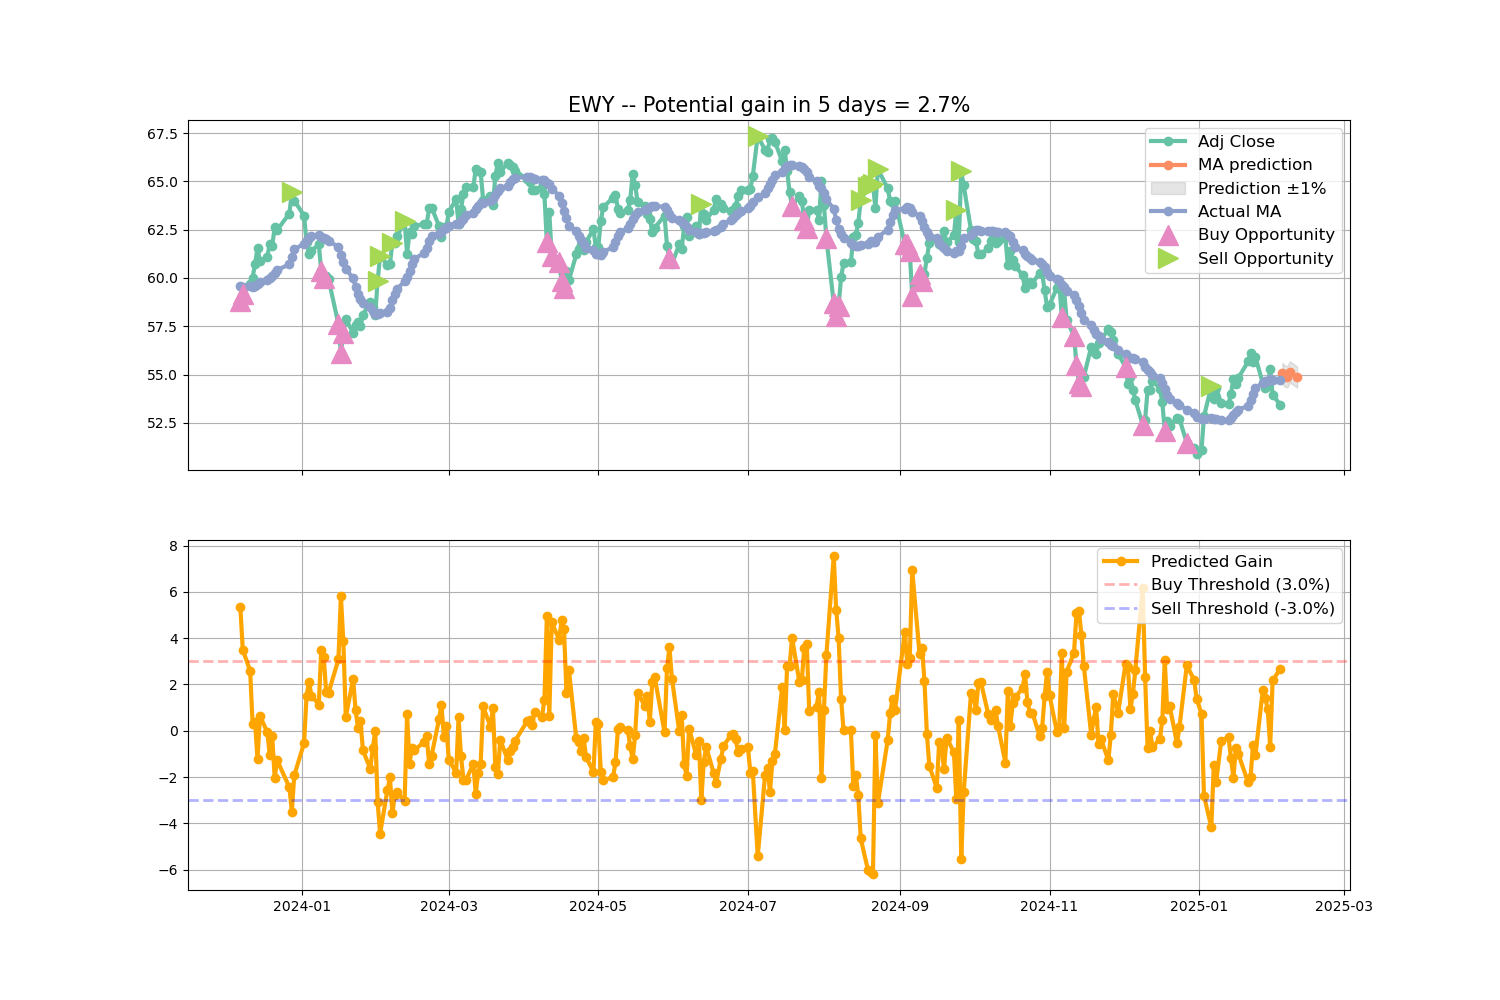 EWY -- Potential gain in 5 days = 2.7%
67.5
65.0
62.5
60.0
57.5
55.0
52.5
Adj Close
MA prediction
Prediction ±1%
Actual MA
Buy Opportunity
Sell Opportunity
8
6
4
2
0
−2
−4
−6
Predicted Gain
Buy Threshold (3.0%)
Sell Threshold (-3.0%)
2024-01
2024-03
2024-05
2024-07
2024-09
2024-11
2025-01
2025-03